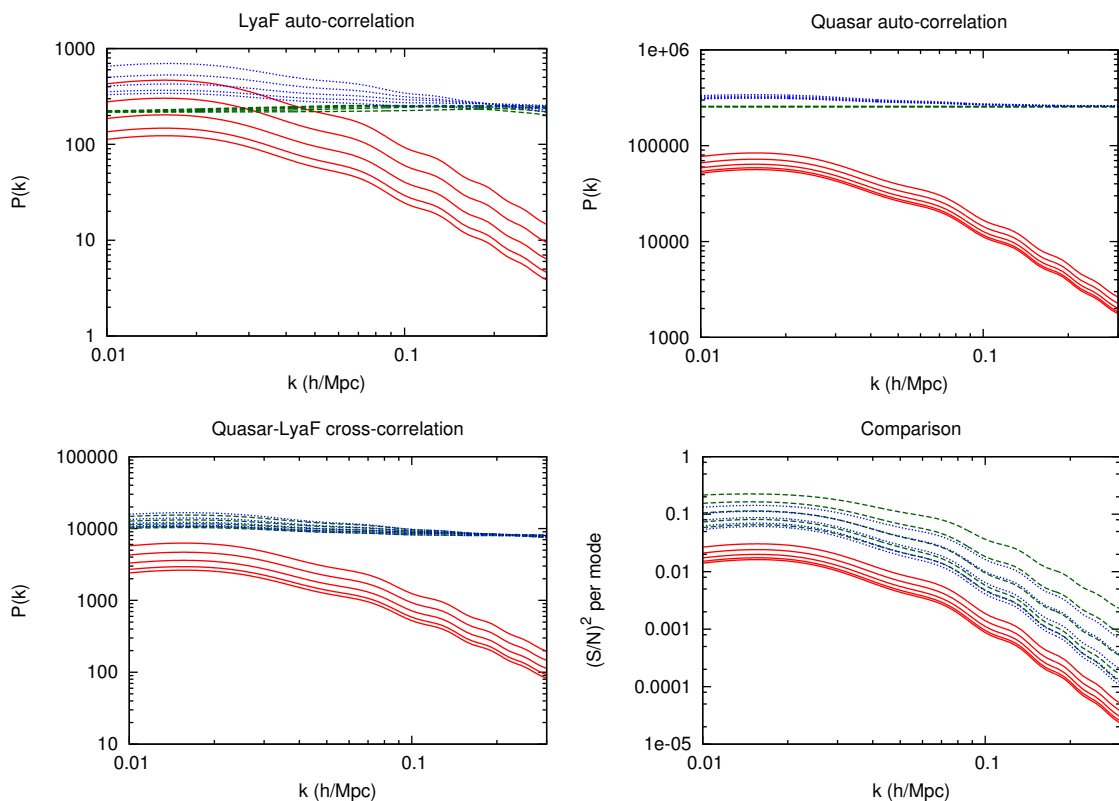 LyaF auto-correlation
1000
100
10
1
0.01
0.1
P(k)
k (h/Mpc)
Quasar auto-correlation
1e+06
100000
10000
1000
0.01
0.1
P(k)
k (h/Mpc)
Quasar-LyaF cross-correlation
100000
10000
1000
100
10
0.01
0.1
P(k)
k (h/Mpc)
Comparison
1
0.1
0.01
0.001
0.0001
1e-05
0.01
0.1
(S/N)² per mode
k (h/Mpc)